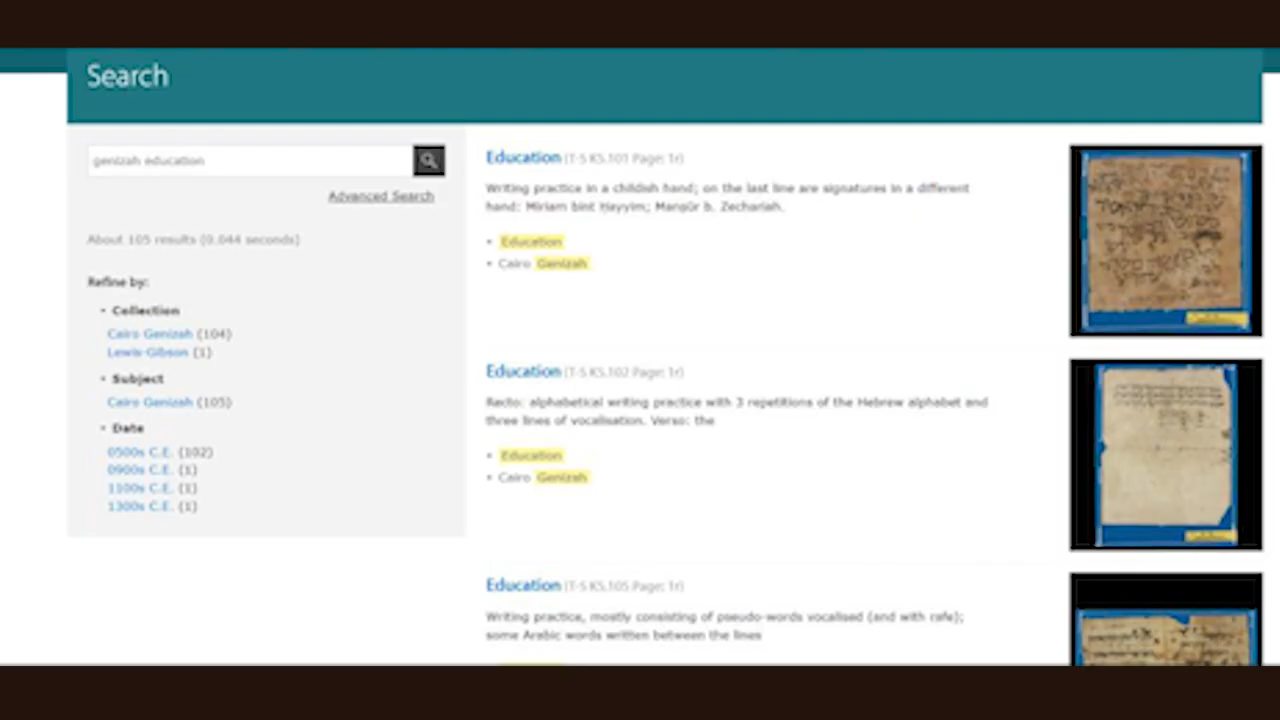 Search
genizah education
Advanced Search
About 105 results (0.044 seconds)
Refine by:
Collection
Cairo Genizah (104)
Lewis-Gibson (1)
Subject
Cairo Genizah (105)
Date
0500s C.E. (102)
0900s C.E. (1)
1100s C.E. (1)
1300s C.E. (1)
Education (T-S K5.101 Page: 1r)
Writing practice in a childish hand; on the last line are signatures in a different
hand: Miriam bint Ḥayyim; Manṣūr b. Zechariah.
• Education
• Cairo Genizah
Education (T-S K5.102 Page: 1r)
Recto: alphabetical writing practice with 3 repetitions of the Hebrew alphabet and
three lines of vocalisation. Verso: the
• Education
• Cairo Genizah
Education (T-S K5.105 Page: 1r)
Writing practice, mostly consisting of pseudo-words vocalised (and with rafe);
some Arabic words written between the lines